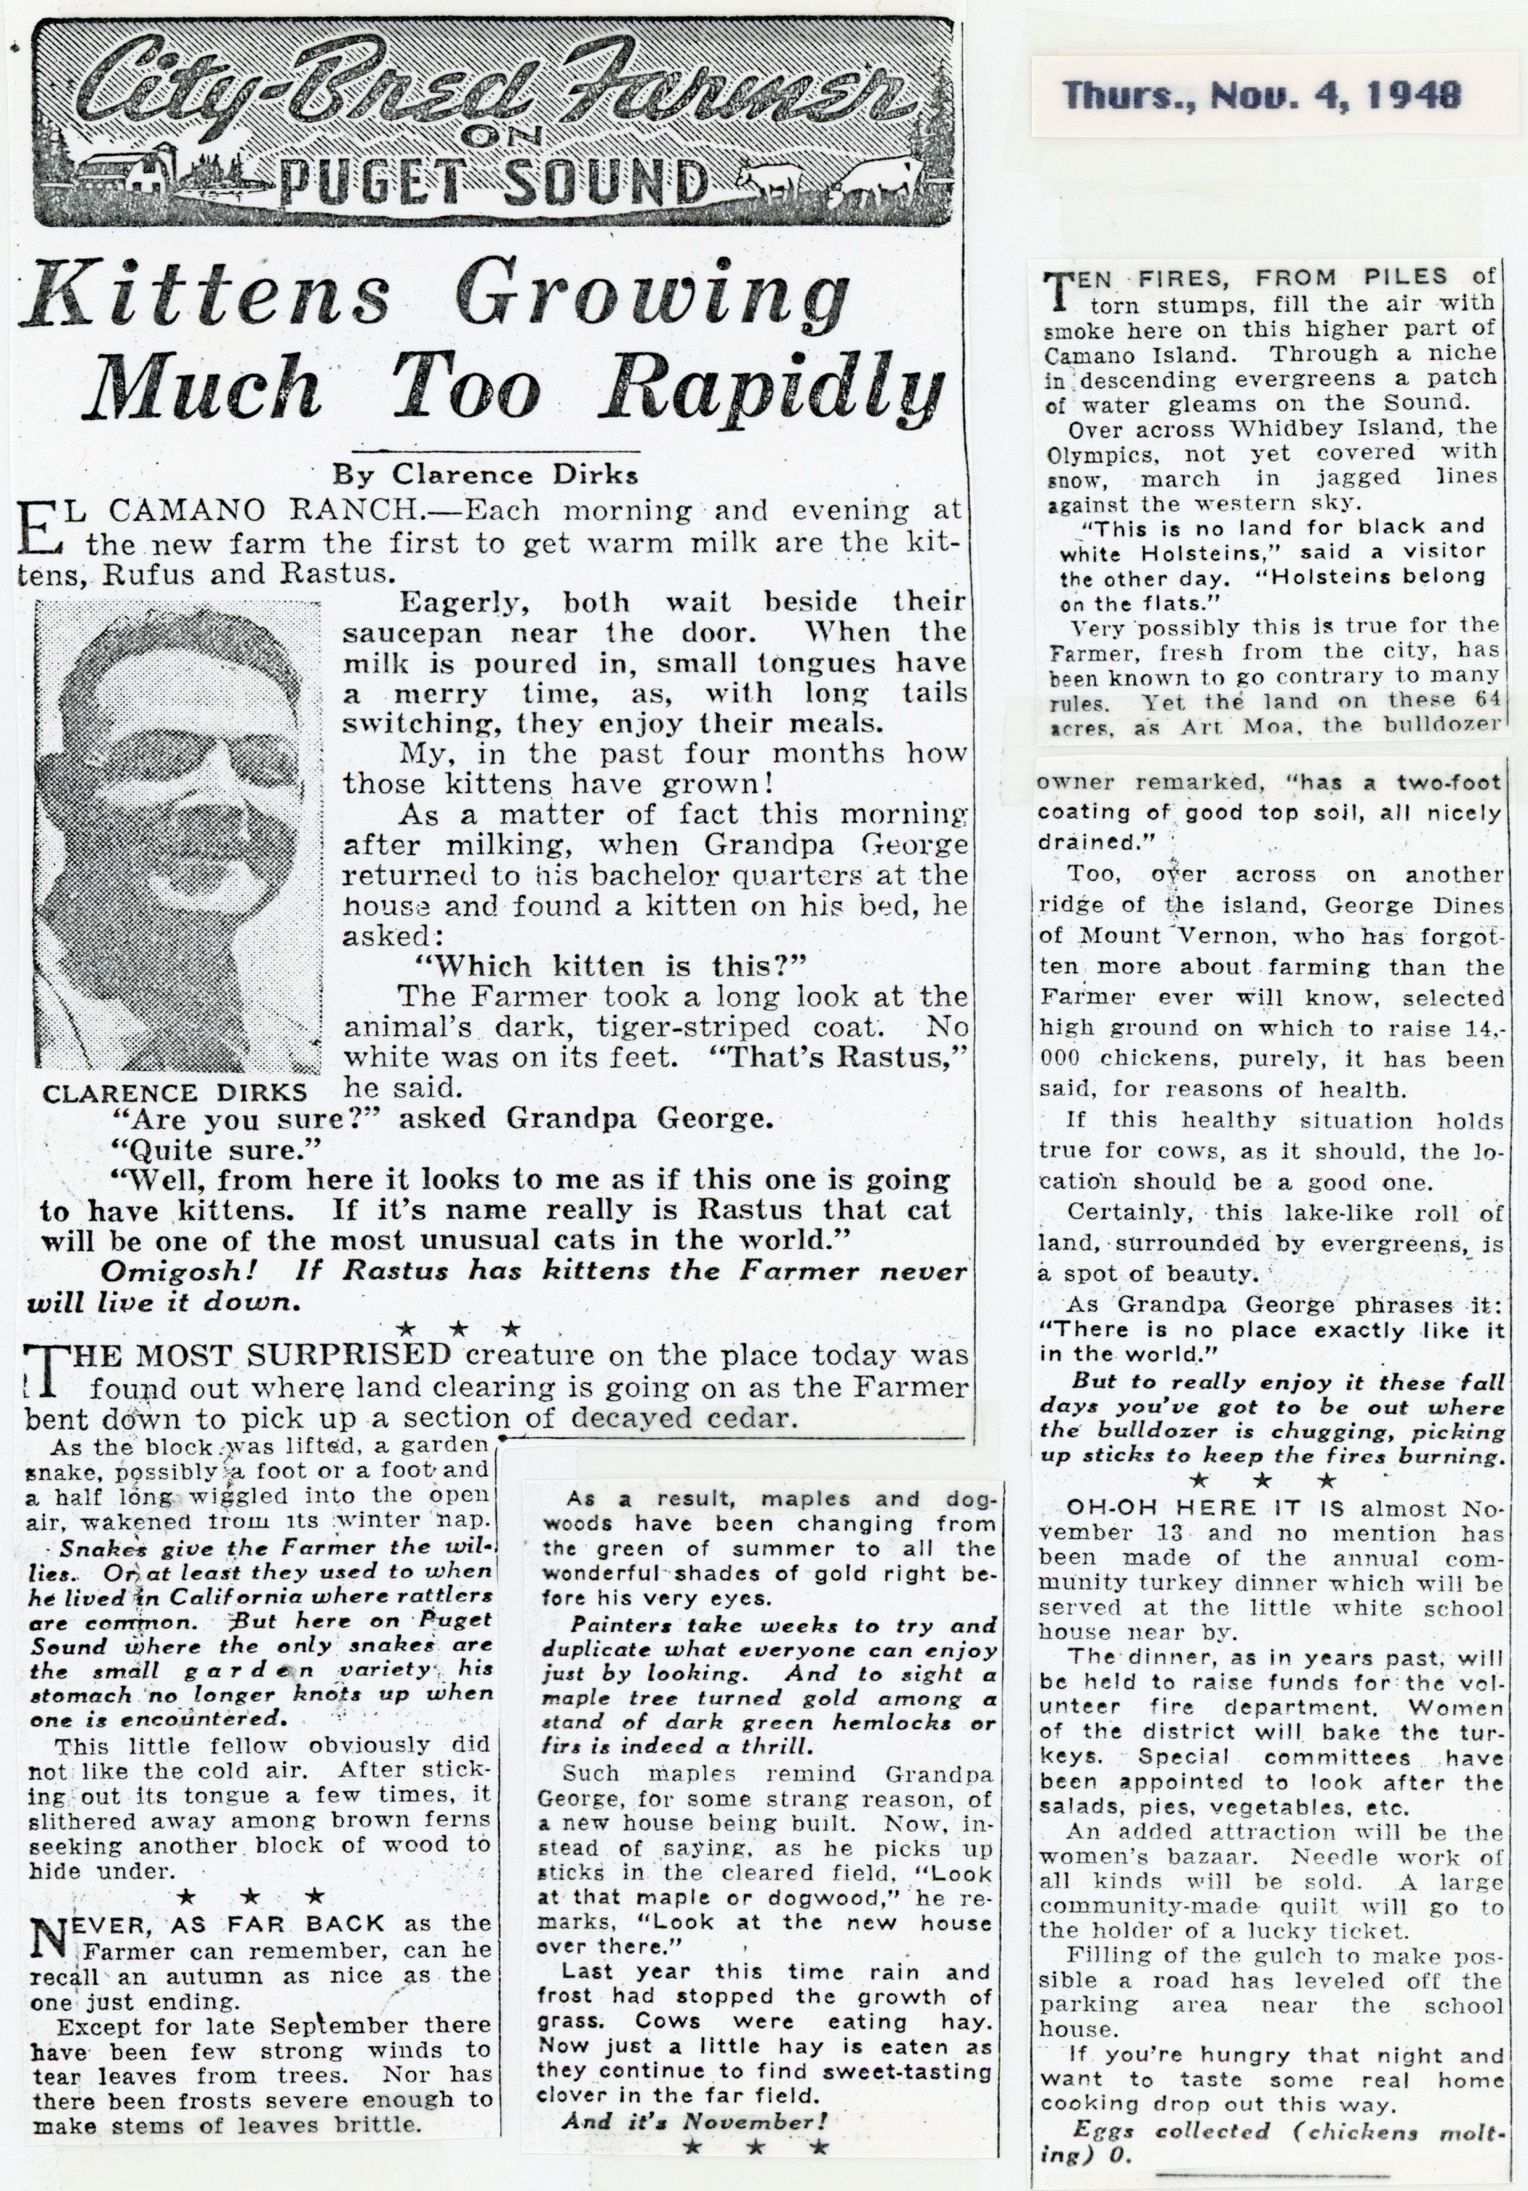 City-Bred Farmer
ON
PUGET SOUND
Kittens Growing
Much Too Rapidly
By Clarence Dirks
EL CAMANO RANCH.—Each morning and evening at
the new farm the first to get warm milk are the kit-
tens, Rufus and Rastus.
Eagerly, both wait beside their
saucepan near the door. When the
milk is poured in, small tongues have
a merry time, as, with long tails
switching, they enjoy their meals.
My, in the past four months how
those kittens have grown!
As a matter of fact this morning
after milking, when Grandpa George
returned to his bachelor quarters at the
house and found a kitten on his bed, he
asked:
"Which kitten is this?"
The Farmer took a long look at the
animal's dark, tiger-striped coat. No
white was on its feet. "That's Rastus,"
he said.
CLARENCE DIRKS
"Are you sure?" asked Grandpa George.
"Quite sure."
"Well, from here it looks to me as if this one is going
to have kittens. If it's name really is Rastus that cat
will be one of the most unusual cats in the world."
Omigosh! If Rastus has kittens the Farmer never
will live it down.
★ ★ ★
THE MOST SURPRISED creature on the place today was
found out where land clearing is going on as the Farmer
bent down to pick up a section of decayed cedar.
As the block was lifted, a garden
snake, possibly a foot or a foot and
a half long wiggled into the open
air, wakened from its winter nap.
Snakes give the Farmer the wil-
lies. Or at least they used to when
he lived in California where rattlers
are common. But here on Puget
Sound where the only snakes are
the small garden variety his
stomach no longer knots up when
one is encountered.
This little fellow obviously did
not like the cold air. After stick-
ing out its tongue a few times, it
slithered away among brown ferns
seeking another block of wood to
hide under.
★ ★ ★
NEVER, AS FAR BACK as the
Farmer can remember, can he
recall an autumn as nice as the
one just ending.
Except for late September there
have been few strong winds to
tear leaves from trees. Nor has
there been frosts severe enough to
make stems of leaves brittle.
As a result, maples and dog-
woods have been changing from
the green of summer to all the
wonderful shades of gold right be-
fore his very eyes.
Painters take weeks to try and
duplicate what everyone can enjoy
just by looking. And to sight a
maple tree turned gold among a
stand of dark green hemlocks or
firs is indeed a thrill.
Such maples remind Grandpa
George, for some strang reason, of
a new house being built. Now, in-
stead of saying, as he picks up
sticks in the cleared field, "Look
at that maple or dogwood," he re-
marks, "Look at the new house
over there."
Last year this time rain and
frost had stopped the growth of
grass. Cows were eating hay.
Now just a little hay is eaten as
they continue to find sweet-tasting
clover in the far field.
And it's November!
★ ★ ★
Thurs., Nov. 4, 1948
TEN FIRES, FROM PILES of
torn stumps, fill the air with
smoke here on this higher part of
Camano Island. Through a niche
in descending evergreens a patch
of water gleams on the Sound.
Over across Whidbey Island, the
Olympics, not yet covered with
snow, march in jagged lines
against the western sky.
"This is no land for black and
white Holsteins," said a visitor
the other day. "Holsteins belong
on the flats."
Very possibly this is true for the
Farmer, fresh from the city, has
been known to go contrary to many
rules. Yet the land on these 64
acres, as Art Moa, the bulldozer
owner remarked, "has a two-foot
coating of good top soil, all nicely
drained."
Too, over across on another
ridge of the island, George Dines
of Mount Vernon, who has forgot-
ten more about farming than the
Farmer ever will know, selected
high ground on which to raise 14,-
000 chickens, purely, it has been
said, for reasons of health.
If this healthy situation holds
true for cows, as it should, the lo-
cation should be a good one.
Certainly, this lake-like roll of
land, surrounded by evergreens, is
a spot of beauty.
As Grandpa George phrases it:
"There is no place exactly like it
in the world."
But to really enjoy it these fall
days you've got to be out where
the bulldozer is chugging, picking
up sticks to keep the fires burning.
★ ★ ★
OH-OH HERE IT IS almost No-
vember 13 and no mention has
been made of the annual com-
munity turkey dinner which will be
served at the little white school
house near by.
The dinner, as in years past, will
be held to raise funds for the vol-
unteer fire department. Women
of the district will bake the tur-
keys. Special committees have
been appointed to look after the
salads, pies, vegetables, etc.
An added attraction will be the
women's bazaar. Needle work of
all kinds will be sold. A large
community-made quilt will go to
the holder of a lucky ticket.
Filling of the gulch to make pos-
sible a road has leveled off the
parking area near the school
house.
If you're hungry that night and
want to taste some real home
cooking drop out this way.
Eggs collected (chickens molt-
ing) 0.